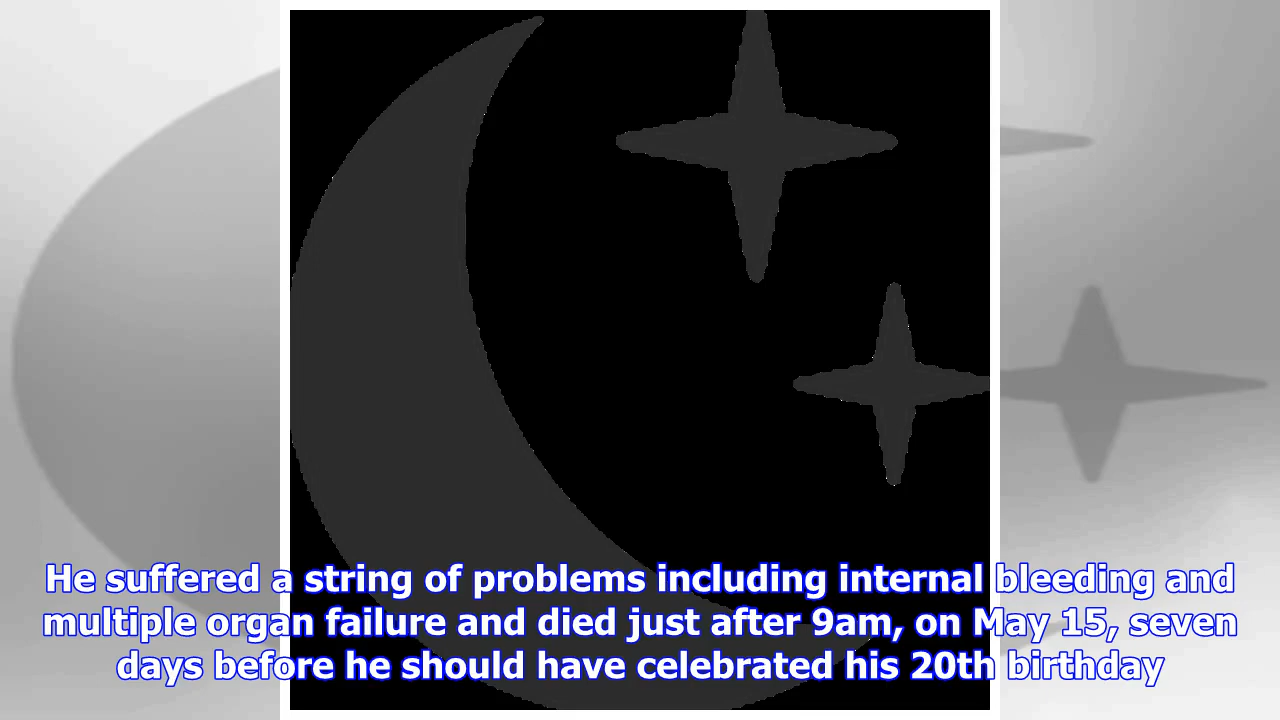 He suffered a string of problems including internal bleeding and
multiple organ failure and died just after 9am, on May 15, seven
days before he should have celebrated his 20th birthday